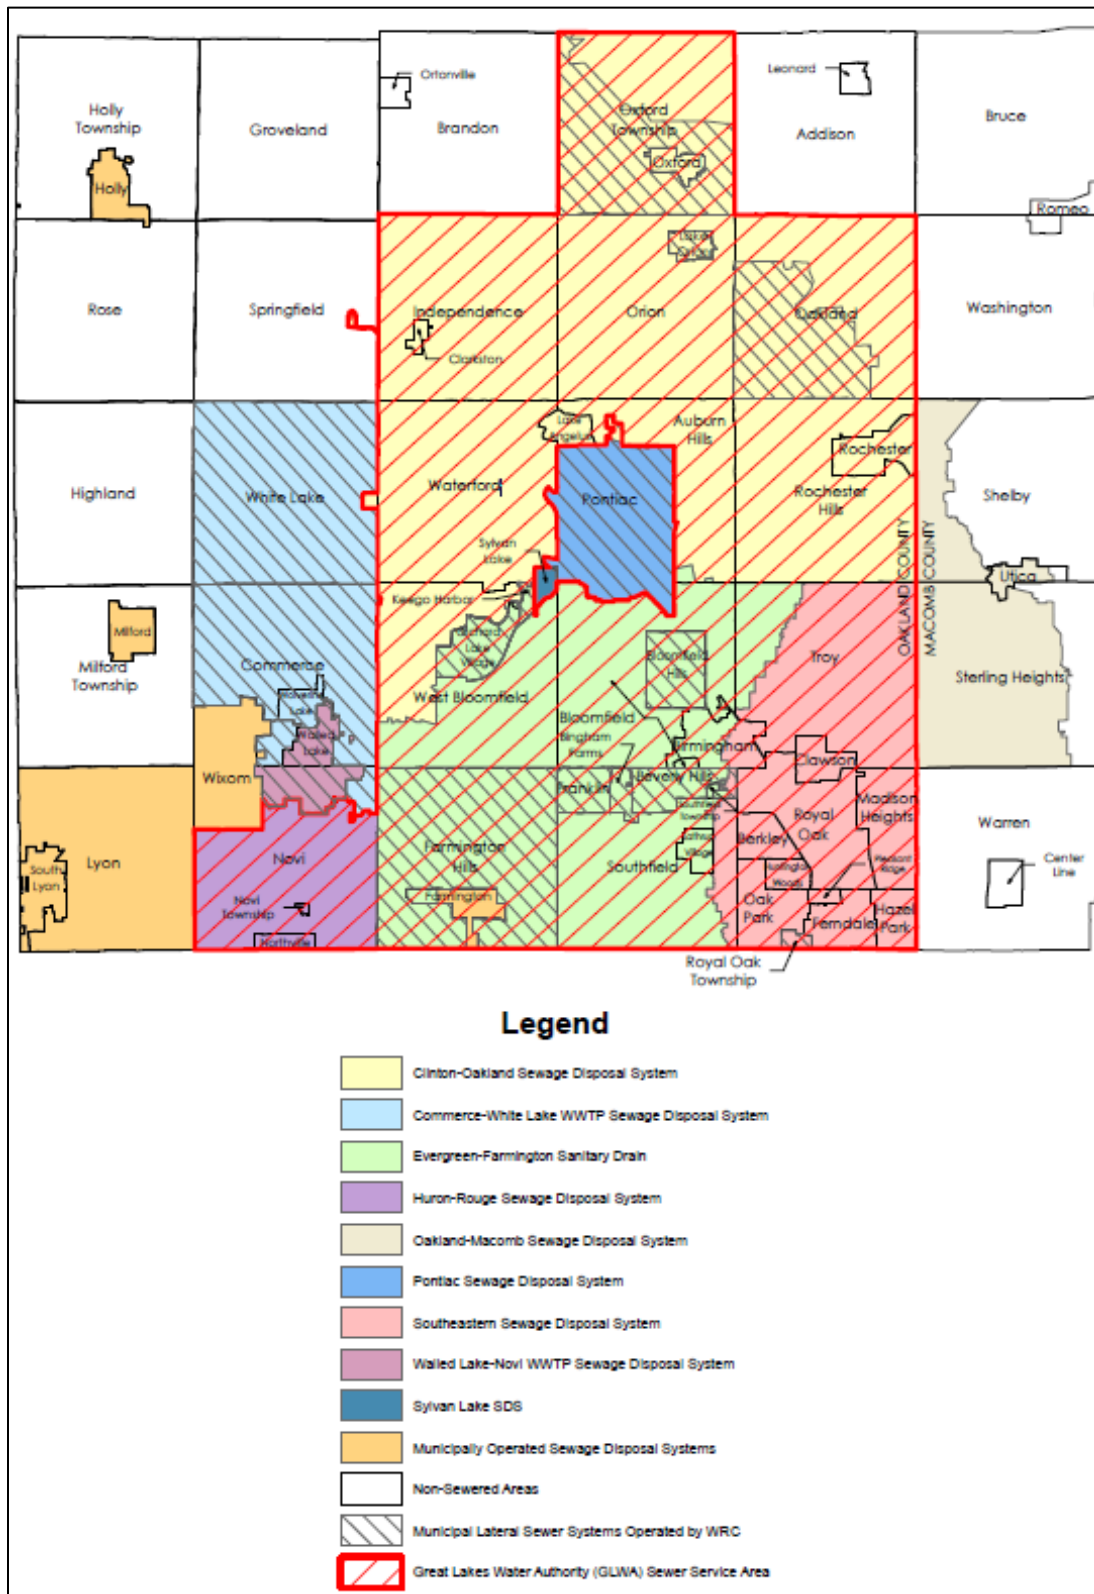 Ortonville
Leonard
Holly
Township
Groveland
Brandon
Oxford
Township
Addison
Bruce
Oxford
Holly
Romeo
Lake
Rose
Springfield
Independence
Orion
Oakland
Washington
Clarkston
Lake
Angelus
Auburn
Hills
Rochester
Highland
White Lake
Waterford
Pontiac
Rochester
Hills
Shelby
Sylvan
Lake
OAKLAND COUNTY
MACOMB COUNTY
Utica
Keego Harbor
Milford
Orchard
Lake
Village
Bloomfield
Hills
Troy
Milford
Township
Commerce
West Bloomfield
Sterling Heights
Wolverine
Lake
Walled
Lake
Bloomfield
Bingham
Farms
Birmingham
Clawson
Wixom
Franklin
Beverly Hills
Southfield
Township
Royal
Oak
Madison
Heights
Warren
Lyon
South
Lyon
Novi
Farmington
Hills
Southfield
Lathrup
Village
Berkley
Huntington
Woods
Pleasant
Ridge
Center
Line
Novi
Township
Farmington
Oak
Park
Ferndale
Hazel
Park
Northville
Royal Oak
Township
Legend
Clinton-Oakland Sewage Disposal System
Commerce-White Lake WWTP Sewage Disposal System
Evergreen-Farmington Sanitary Drain
Huron-Rouge Sewage Disposal System
Oakland-Macomb Sewage Disposal System
Pontiac Sewage Disposal System
Southeastern Sewage Disposal System
Walled Lake-Novi WWTP Sewage Disposal System
Sylvan Lake SDS
Municipally Operated Sewage Disposal Systems
Non-Sewered Areas
Municipal Lateral Sewer Systems Operated by WRC
Great Lakes Water Authority (GLWA) Sewer Service Area